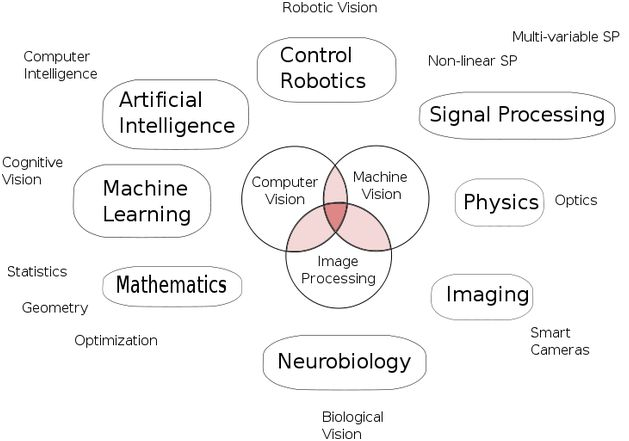 Robotic Vision
Multi-variable SP
Computer
Intelligence
Control
Robotics
Non-linear SP
Artificial
Intelligence
Signal Processing
Cognitive
Vision
Machine
Learning
Computer
Vision
Machine
Vision
Physics
Optics
Image
Processing
Statistics
Geometry
Optimization
Mathematics
Imaging
Smart
Cameras
Neurobiology
Biological
Vision